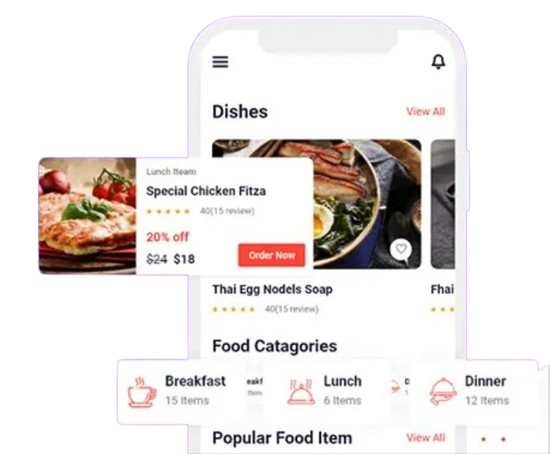 Dishes
View All
Lunch Iteam
Special Chicken Fitza
40(15 review)
20% off
$24 $18
Order Now
Thai Egg Nodels Soap
40(15 review)
Fhai
Food Catagories
Breakfast
15 Items
Lunch
6 Items
Dinner
12 Items
Popular Food Item
View All